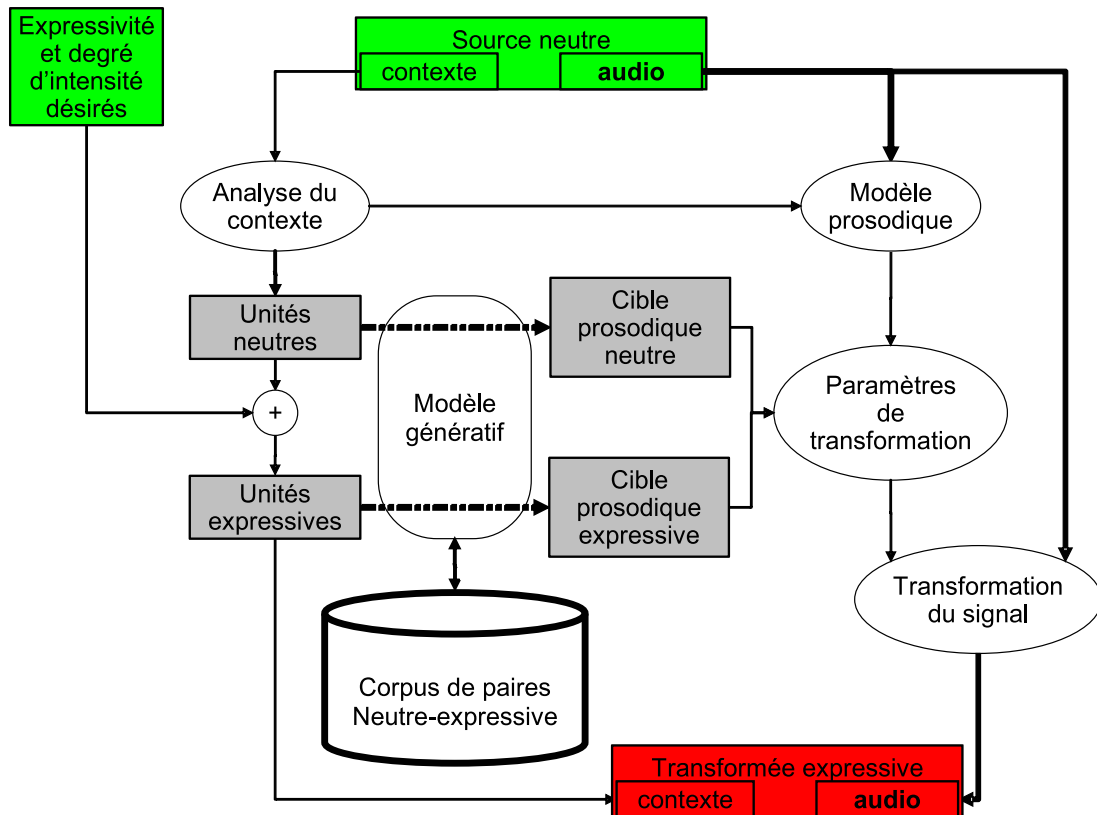 Expressivité
et degré
d'intensité
désirés
Source neutre
contexte
audio
Analyse du
contexte
Modèle
prosodique
Unités
neutres
Cible
prosodique
neutre
+
Modèle
génératif
Paramètres
de
transformation
Unités
expressives
Cible
prosodique
expressive
Transformation
du signal
Corpus de paires
Neutre-expressive
Transformée expressive
contexte
audio